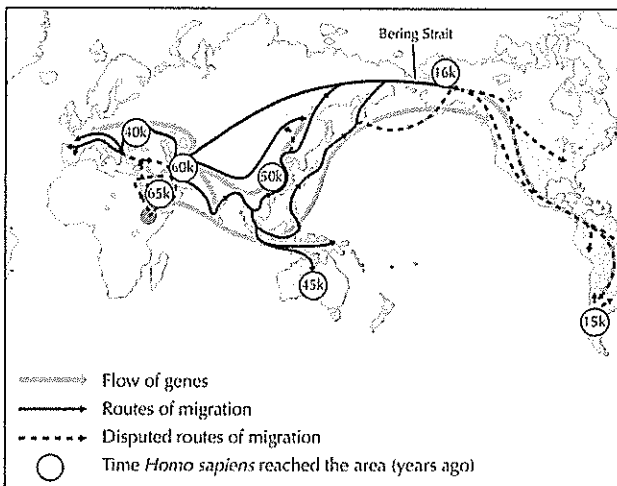 Bering Strait
16k
40k
60k
50k
65k
45k
15k
Flow of genes
Routes of migration
Disputed routes of migration
Time Homo sapiens reached the area (years ago)